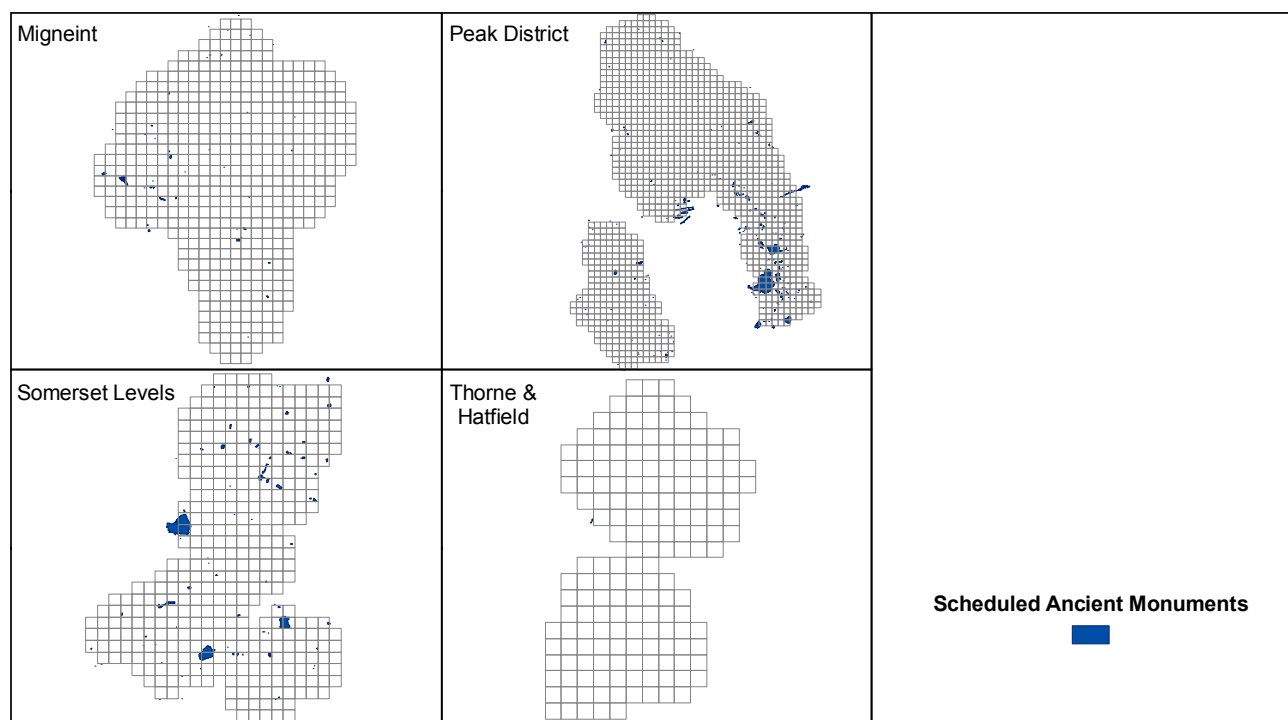 Migneint
Peak District
Somerset Levels
Thorne &
Hatfield
Scheduled Ancient Monuments